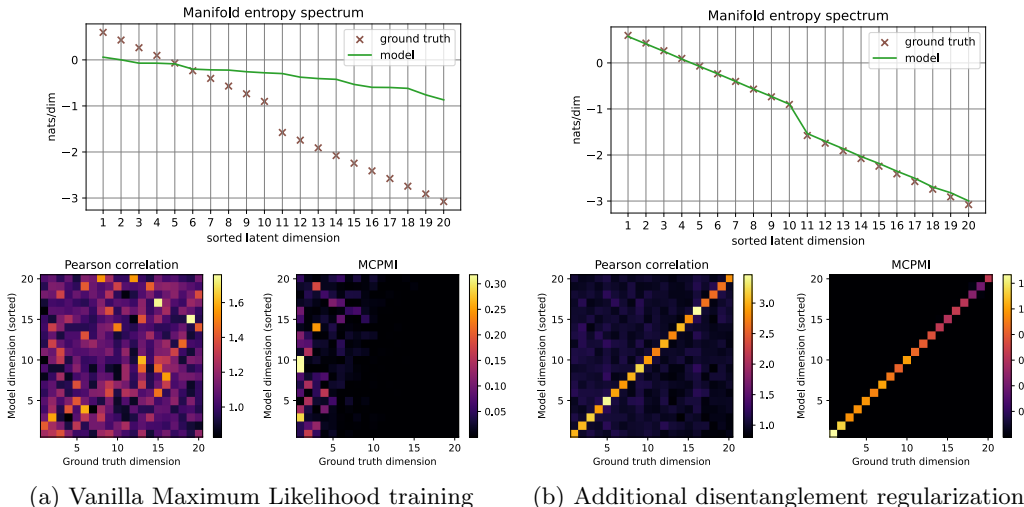 Manifold entropy spectrum
ground truth
model
0
−1
−2
−3
nats/dim
1 2 3 4 5 6 7 8 9 10 11 12 13 14 15 16 17 18 19 20
sorted latent dimension
Pearson correlation
20
15
10
5
Model dimension (sorted)
5 10 15 20
Ground truth dimension
1.6
1.4
1.2
1.0
MCPMI
20
15
10
5
Model dimension (sorted)
5 10 15 20
Ground truth dimension
0.30
0.25
0.20
0.15
0.10
0.05
(a) Vanilla Maximum Likelihood training
Manifold entropy spectrum
ground truth
model
0
−1
−2
−3
nats/dim
1 2 3 4 5 6 7 8 9 10 11 12 13 14 15 16 17 18 19 20
sorted latent dimension
Pearson correlation
20
15
10
5
Model dimension (sorted)
5 10 15 20
Ground truth dimension
3.0
2.5
2.0
1.5
1.0
MCPMI
20
15
10
5
Model dimension (sorted)
5 10 15 20
Ground truth dimension
(b) Additional disentanglement regularization